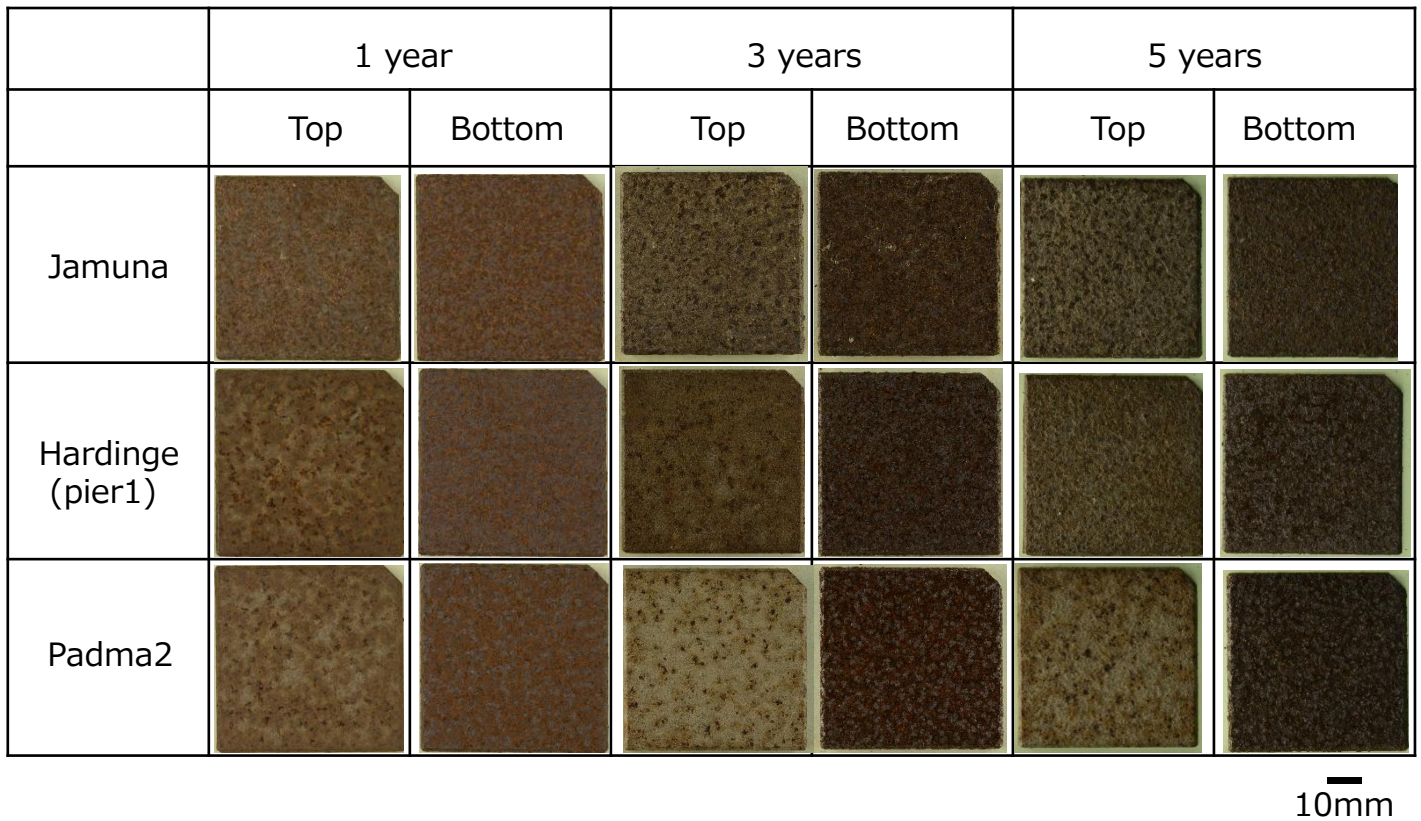 1 year 3 years 5 years
Top Bottom Top Bottom Top Bottom
Jamuna
Hardinge
(pier1)
Padma2
10mm